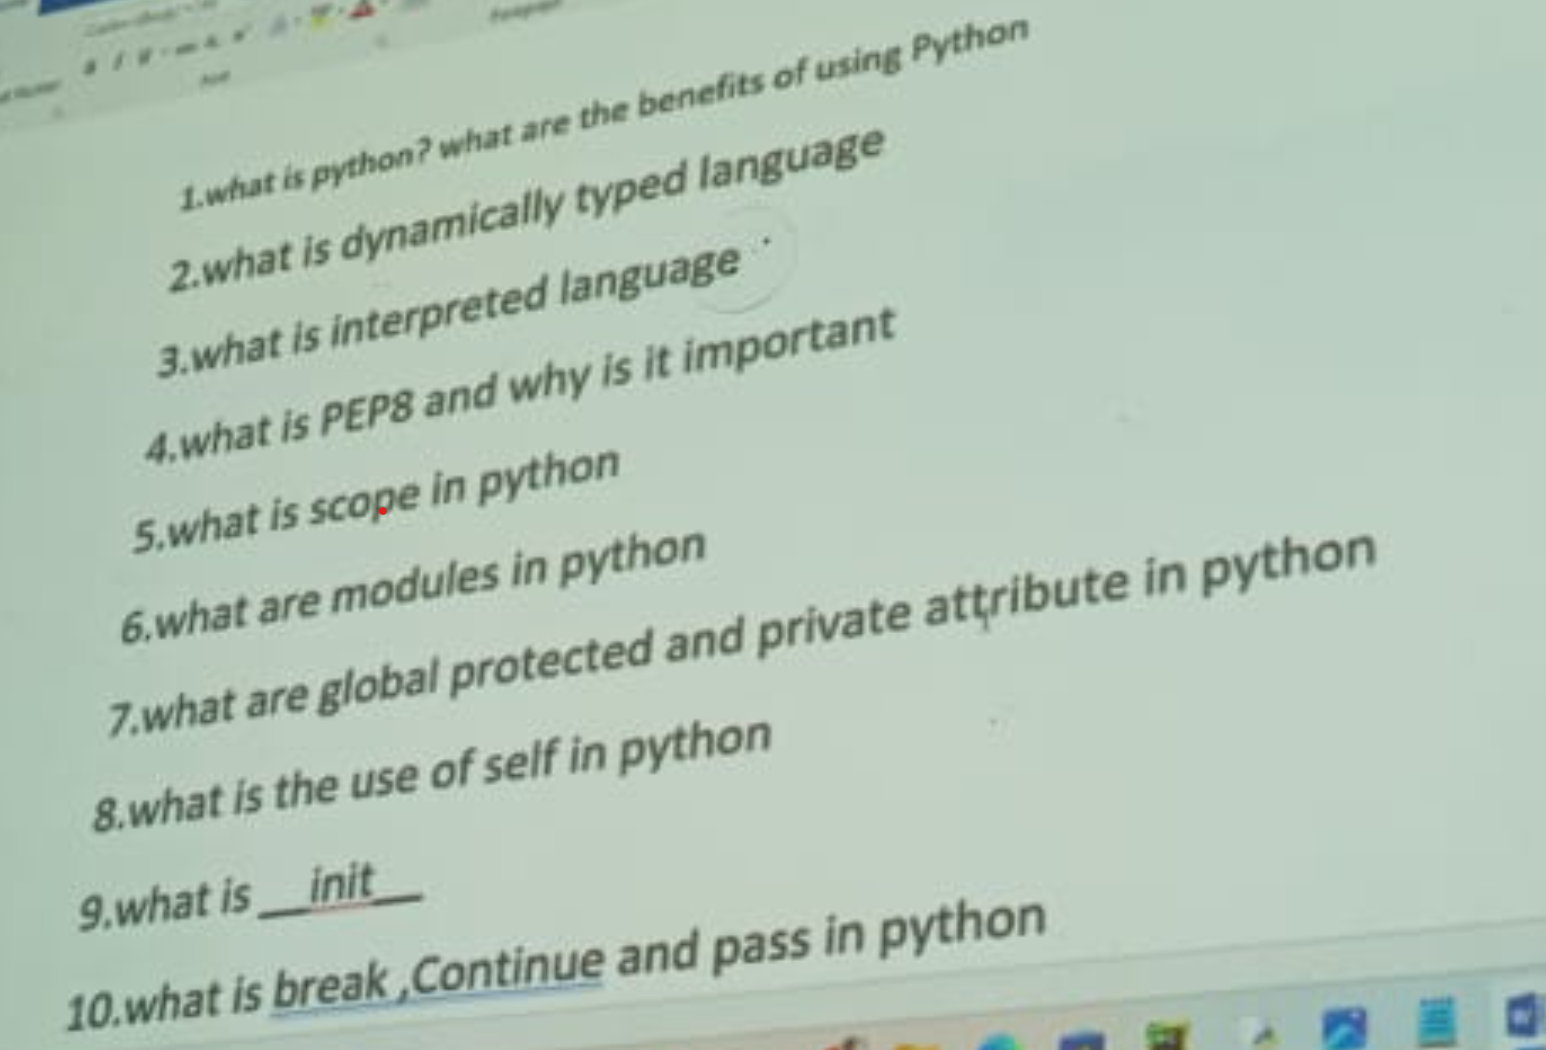 Paragraph
1.what is python? what are the benefits of using Python
2.what is dynamically typed language
3.what is interpreted language
4.what is PEP8 and why is it important
5.what is scope in python
6.what are modules in python
7.what are global protected and private attribute in python
8.what is the use of self in python
9.what is __init__
10.what is break ,Continue and pass in python